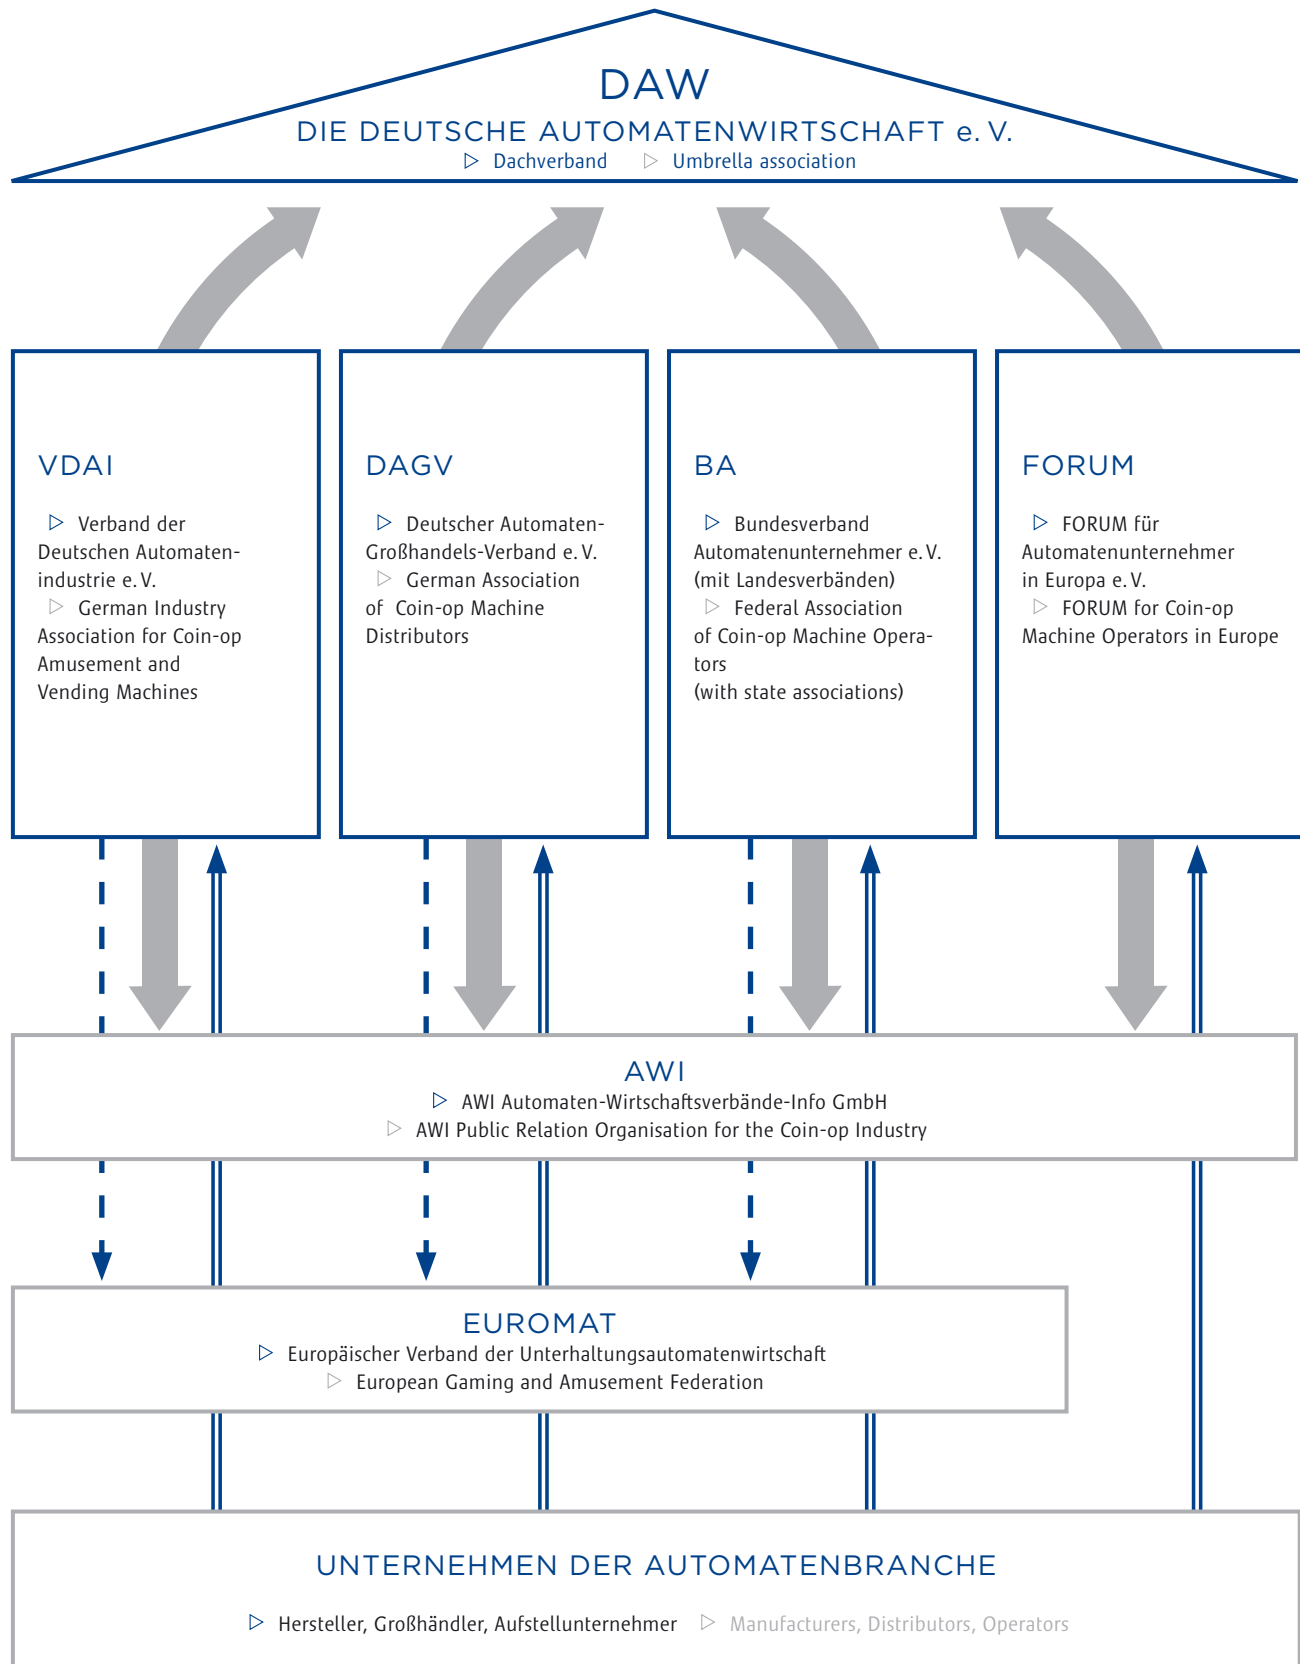 DAW
DIE DEUTSCHE AUTOMATENWIRTSCHAFT e. V.
▷ Dachverband ▷ Umbrella association
VDAI
▷ Verband der
Deutschen Automaten-
industrie e. V.
▷ German Industry
Association for Coin-op
Amusement and
Vending Machines
DAGV
▷ Deutscher Automaten-
Großhandels-Verband e. V.
▷ German Association
of Coin-op Machine
Distributors
BA
▷ Bundesverband
Automatenunternehmer e. V.
(mit Landesverbänden)
▷ Federal Association
of Coin-op Machine Opera-
tors
(with state associations)
FORUM
▷ FORUM für
Automatenunternehmer
in Europa e. V.
▷ FORUM for Coin-op
Machine Operators in Europe
AWI
▷ AWI Automaten-Wirtschaftsverbände-Info GmbH
▷ AWI Public Relation Organisation for the Coin-op Industry
EUROMAT
▷ Europäischer Verband der Unterhaltungsautomatenwirtschaft
▷ European Gaming and Amusement Federation
UNTERNEHMEN DER AUTOMATENBRANCHE
▷ Hersteller, Großhändler, Aufstellunternehmer ▷ Manufacturers, Distributors, Operators